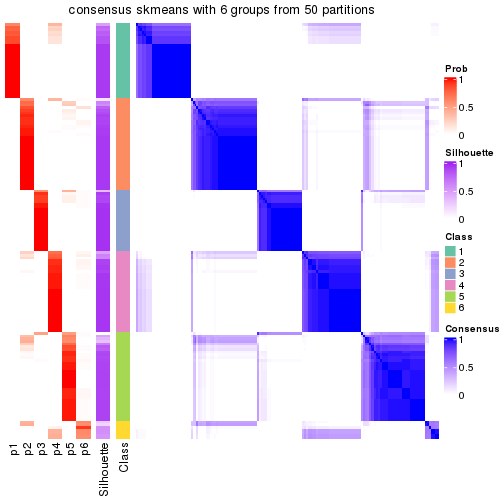 consensus skmeans with 6 groups from 50 partitions
Prob
1
0.5
0
Silhouette
1
0.5
0
Class
1
2
3
4
5
6
Consensus
1
0.5
0
p1
p2
p3
p4
p5
p6
Silhouette
Class